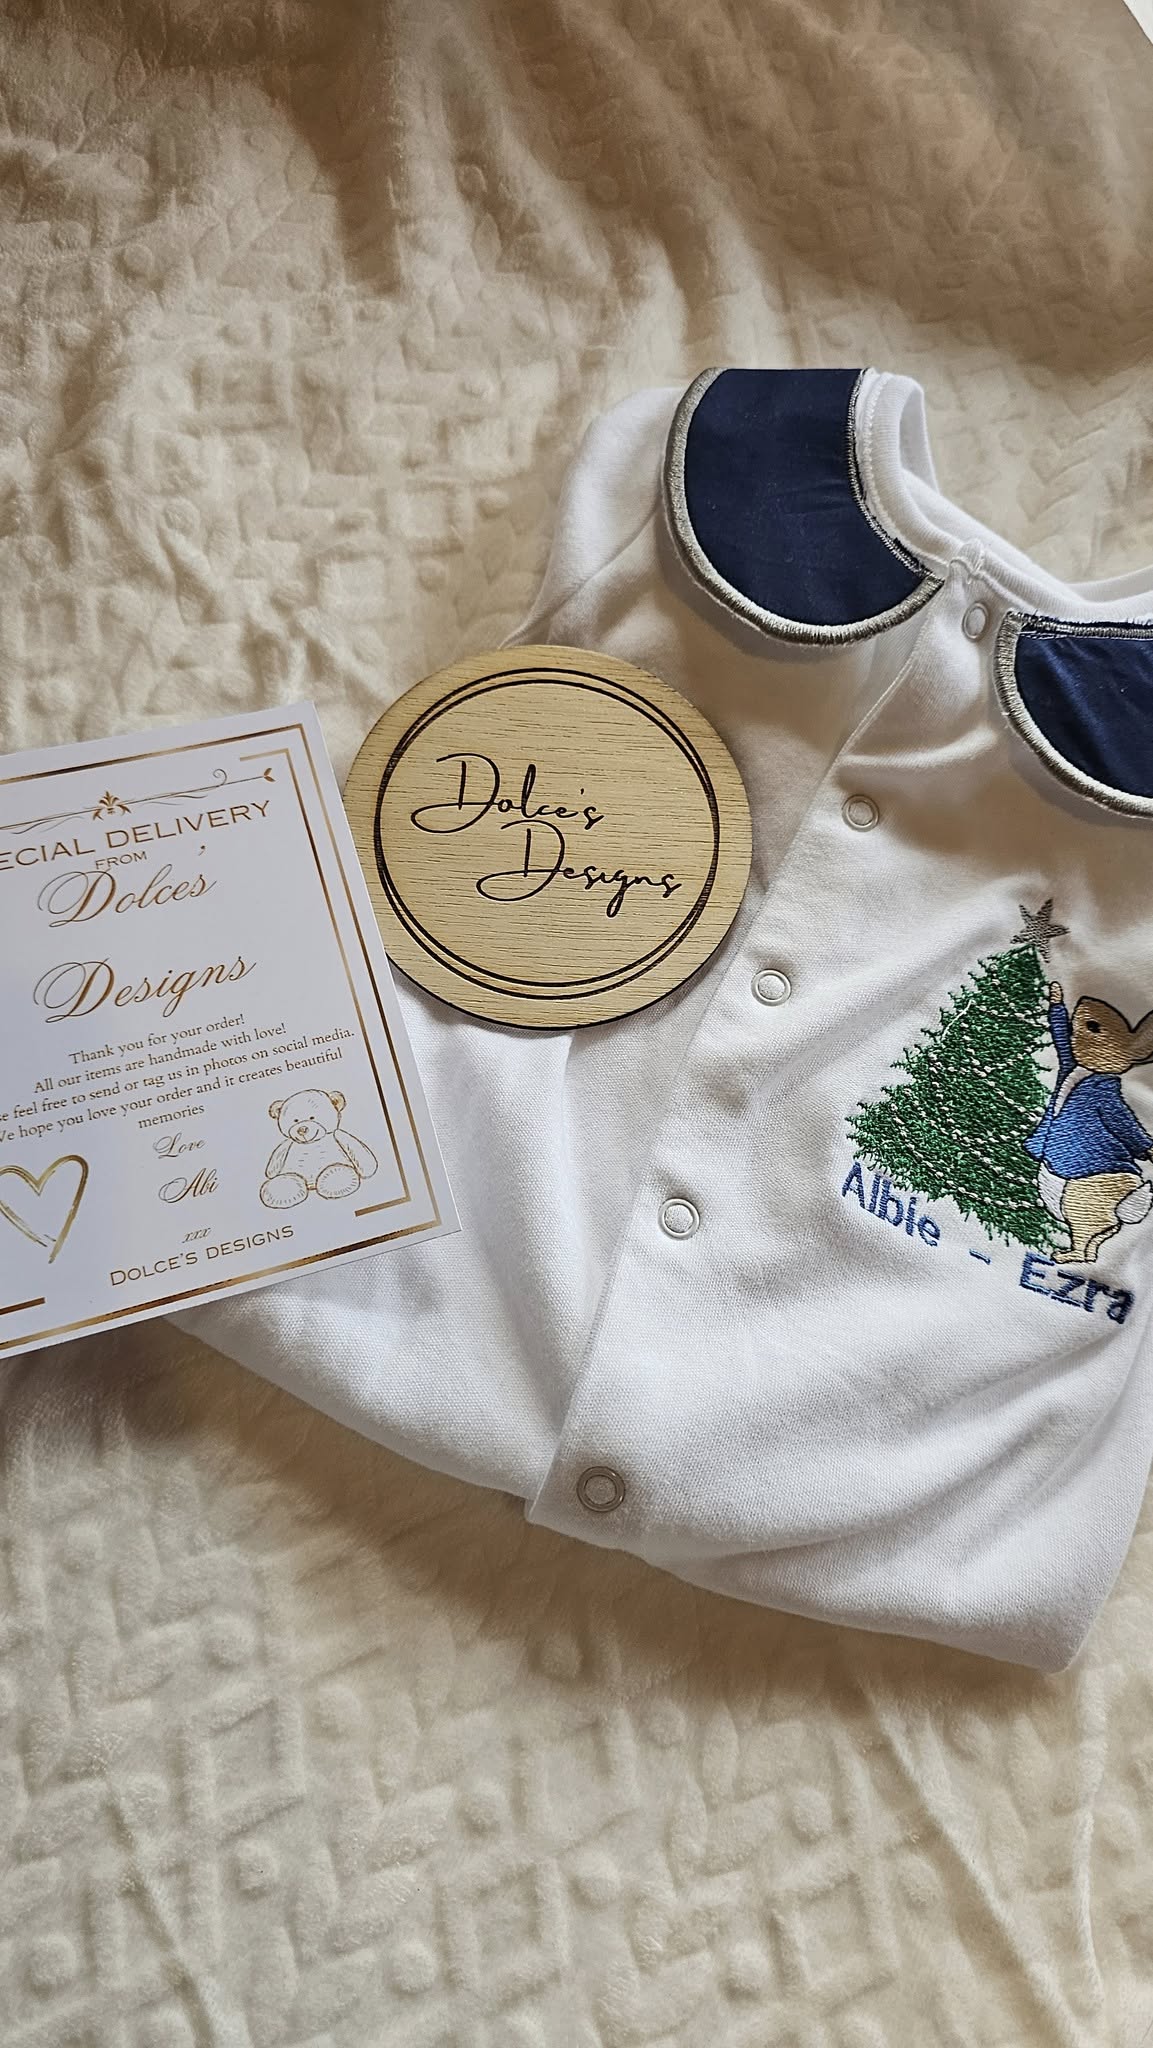 ECIAL DELIVERY
FROM
Dolces'
Designs
Thank you for your order!
All our items are handmade with love!
e feel free to send or tag us in photos on social media.
We hope you love your order and it creates beautiful
memories
Love
Abi
xxx
DOLCE'S DESIGNS
Dolce's
Designs
Albie - Ezra